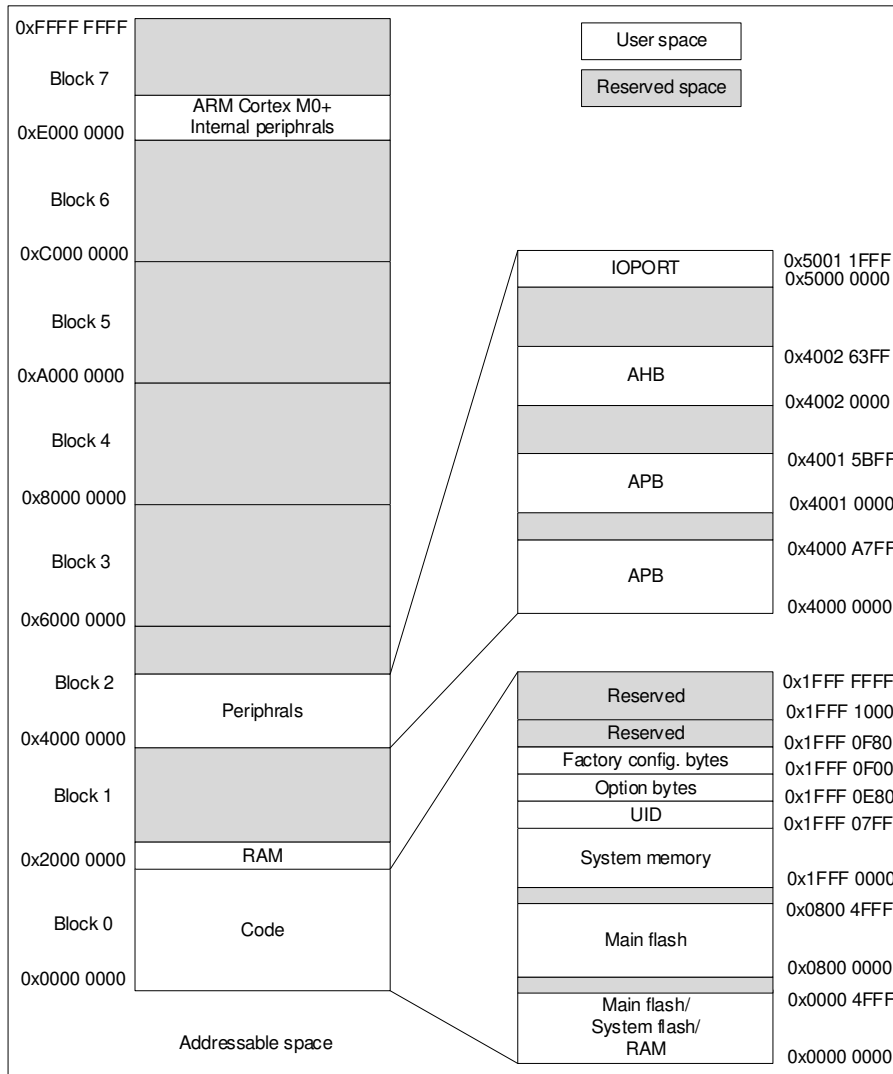 0xFFFF FFFF
Block 7
ARM Cortex M0+
Internal periphrals
0xE000 0000
Block 6
0xC000 0000
Block 5
0xA000 0000
Block 4
0x8000 0000
Block 3
0x6000 0000
Block 2
Periphrals
0x4000 0000
Block 1
0x2000 0000
RAM
Block 0
Code
0x0000 0000
Addressable space
User space
Reserved space
IOPORT
0x5001 1FFF
0x5000 0000
0x4002 63FF
AHB
0x4002 0000
0x4001 5BFF
APB
0x4001 0000
0x4000 A7FF
APB
0x4000 0000
0x1FFF FFFF
Reserved
0x1FFF 1000
Reserved
0x1FFF 0F80
Factory config. bytes
0x1FFF 0F00
Option bytes
0x1FFF 0E80
UID
0x1FFF 07FF
System memory
0x1FFF 0000
0x0800 4FFF
Main flash
0x0800 0000
0x0000 4FFF
Main flash/
System flash/
RAM
0x0000 0000